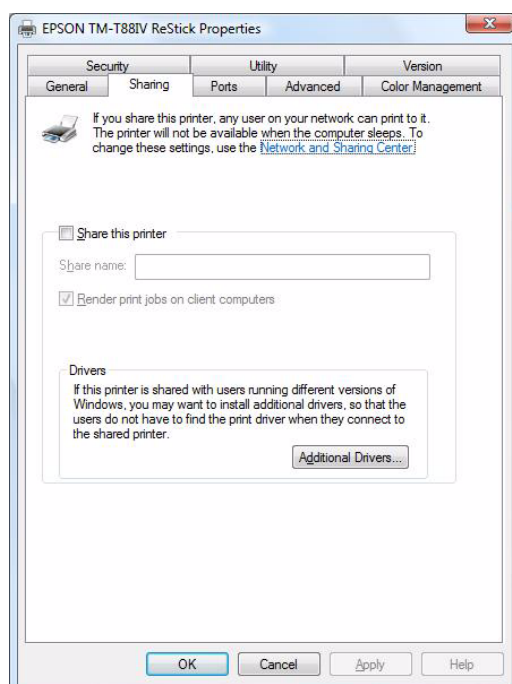 EPSON TM-T88IV ReStick Properties
Security Utility Version
General Sharing Ports Advanced Color Management
If you share this printer, any user on your network can print to it.
The printer will not be available when the computer sleeps. To
change these settings, use the Network and Sharing Center.
Share this printer
Share name:
Render print jobs on client computers
Drivers
If this printer is shared with users running different versions of
Windows, you may want to install additional drivers, so that the
users do not have to find the print driver when they connect to
the shared printer.
Additional Drivers...
OK Cancel Apply Help